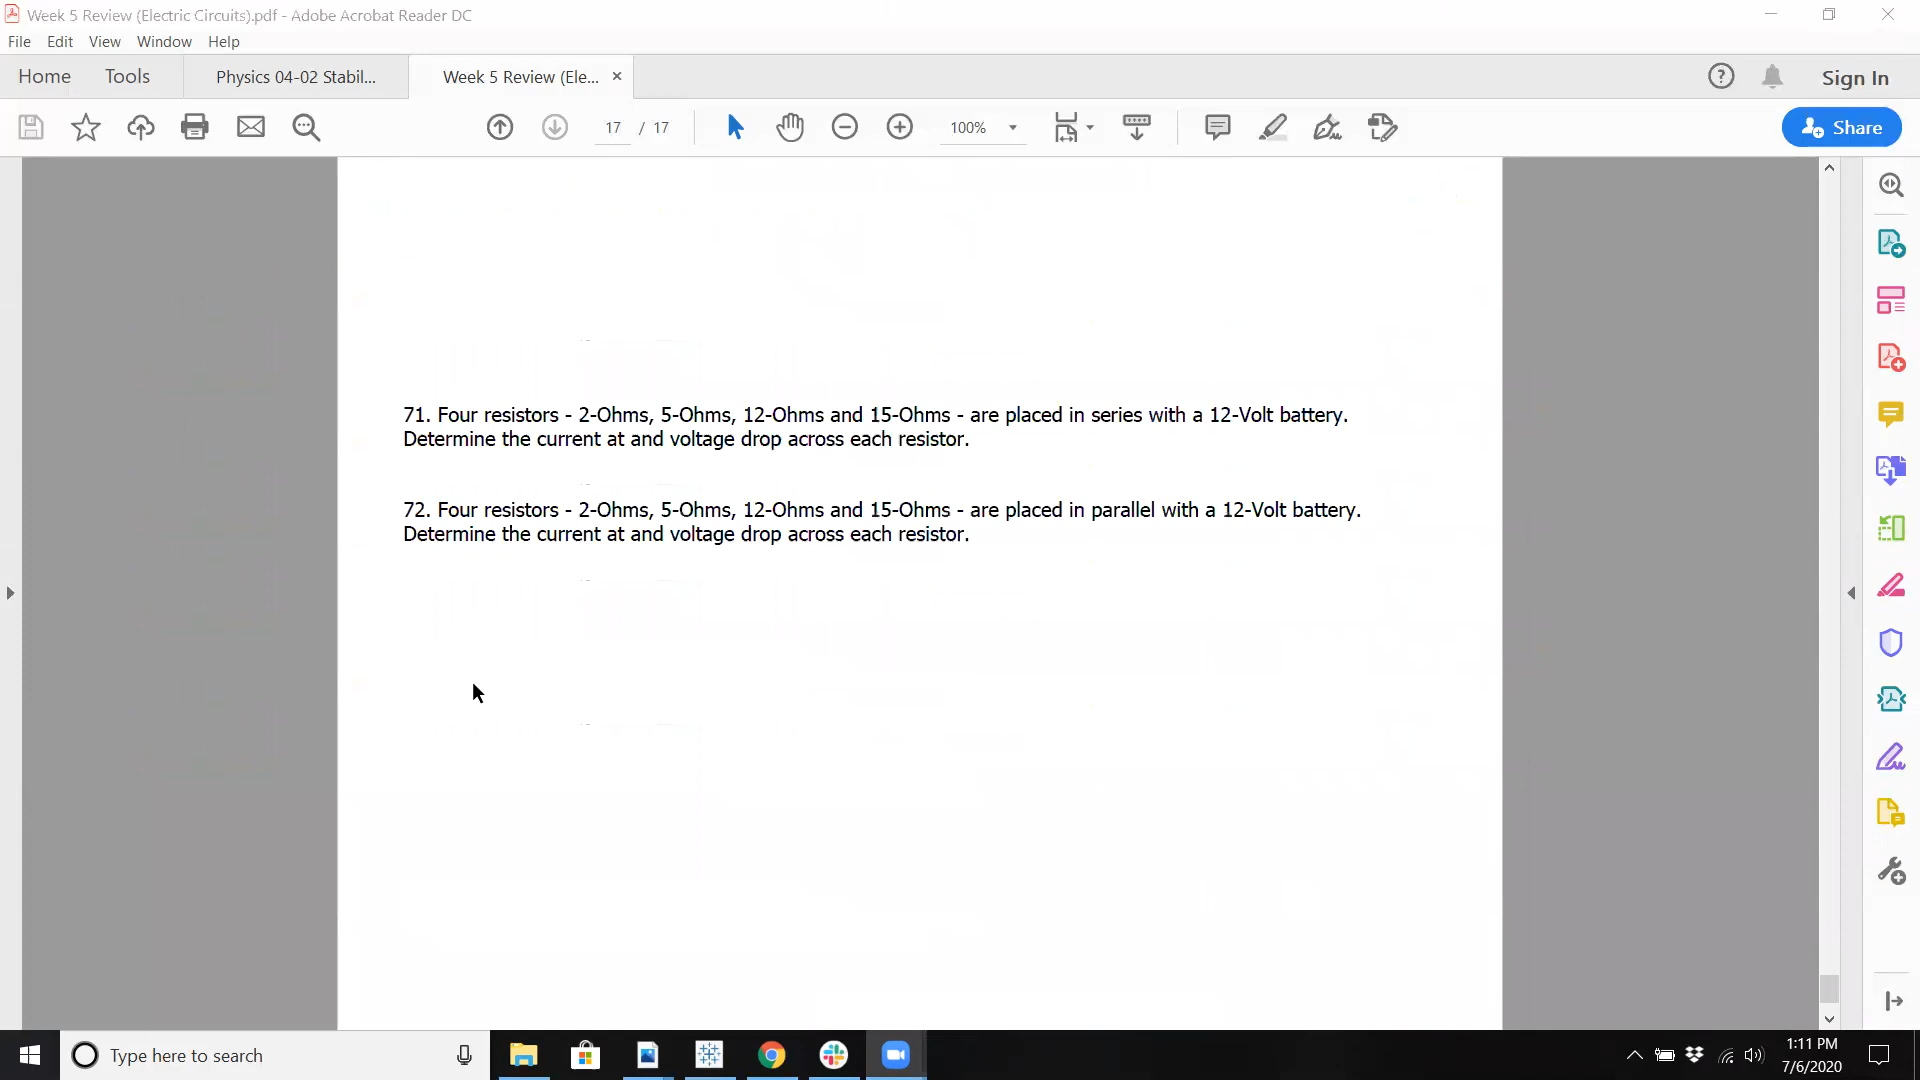 Week 5 Review (Electric Circuits).pdf - Adobe Acrobat Reader DC
File Edit View Window Help
Home Tools Physics 04-02 Stabil... Week 5 Review (Ele... × Sign In
17 / 17 100% Share
71. Four resistors - 2-Ohms, 5-Ohms, 12-Ohms and 15-Ohms - are placed in series with a 12-Volt battery.
Determine the current at and voltage drop across each resistor.
72. Four resistors - 2-Ohms, 5-Ohms, 12-Ohms and 15-Ohms - are placed in parallel with a 12-Volt battery.
Determine the current at and voltage drop across each resistor.
Type here to search
1:11 PM
7/6/2020